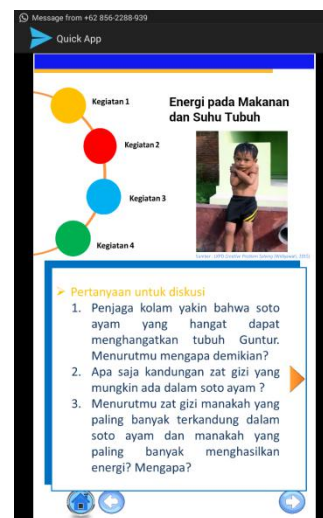 Message from +62 856-2288-939
Quick App
Kegiatan 1
Energi pada Makanan
dan Suhu Tubuh
Kegiatan 2
Kegiatan 3
Kegiatan 4
➤ Pertanyaan untuk diskusi
1. Penjaga kolam yakin bahwa soto
ayam yang hangat dapat
menghangatkan tubuh Guntur.
Menurutmu mengapa demikian?
2. Apa saja kandungan zat gizi yang
mungkin ada dalam soto ayam ?
3. Menurutmu zat gizi manakah yang
paling banyak terkandung dalam
soto ayam dan manakah yang
paling banyak menghasilkan
energi? Mengapa?